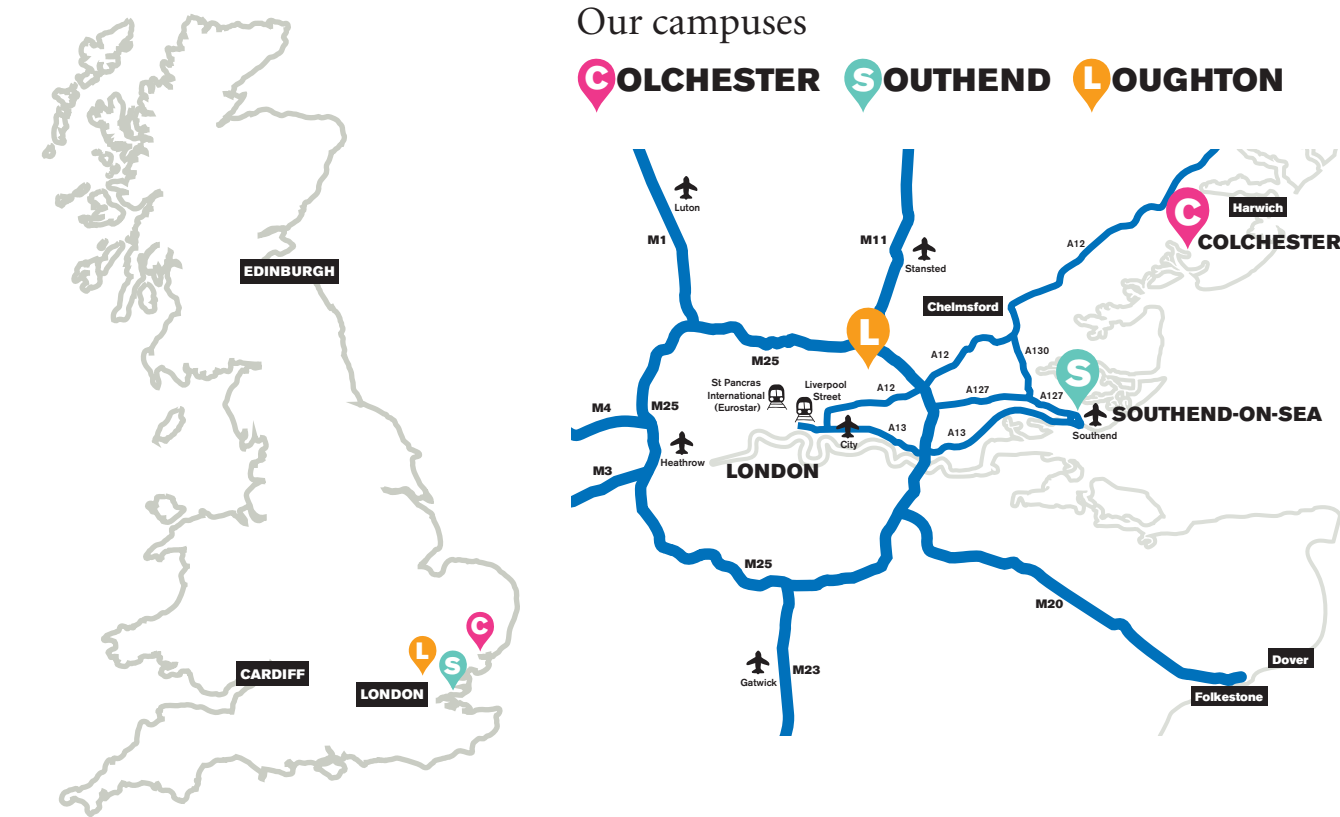 Our campuses
COLCHESTER
SOUTHEND
LOUGHTON
EDINBURGH
CARDIFF
LONDON
L
S
C
Luton
M1
M11
Stansted
A12
C
Harwich
COLCHESTER
Chelmsford
L
M25
A12
A130
S
St Pancras
International
(Eurostar)
Liverpool
Street
A12
A127
A127
M4
M25
Heathrow
City
A13
A13
Southend
SOUTHEND-ON-SEA
M3
LONDON
M25
M20
Gatwick
M23
Dover
Folkestone